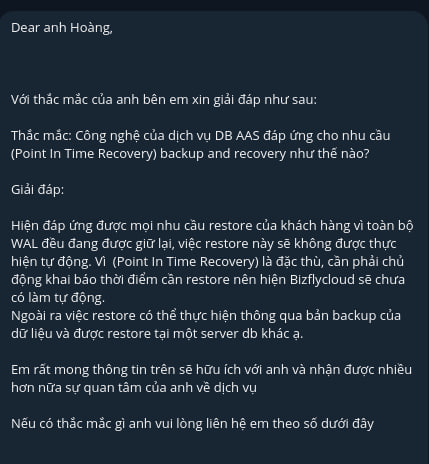 Dear anh Hoàng,
Với thắc mắc của anh bên em xin giải đáp như sau:
Thắc mắc: Công nghệ của dịch vụ DB AAS đáp ứng cho nhu cầu
(Point In Time Recovery) backup and recovery như thế nào?
Giải đáp:
Hiện đáp ứng được mọi nhu cầu restore của khách hàng vì toàn bộ
WAL đều đang được giữ lại, việc restore này sẽ không được thực
hiện tự động. Vì  (Point In Time Recovery) là đặc thù, cần phải chủ
động khai báo thời điểm cần restore nên hiện Bizflycloud sẽ chưa
có làm tự động.
Ngoài ra việc restore có thể thực hiện thông qua bản backup của
dữ liệu và được restore tại một server db khác ạ.
Em rất mong thông tin trên sẽ hữu ích với anh và nhận được nhiều
hơn nữa sự quan tâm của anh về dịch vụ
Nếu có thắc mắc gì anh vui lòng liên hệ em theo số dưới đây